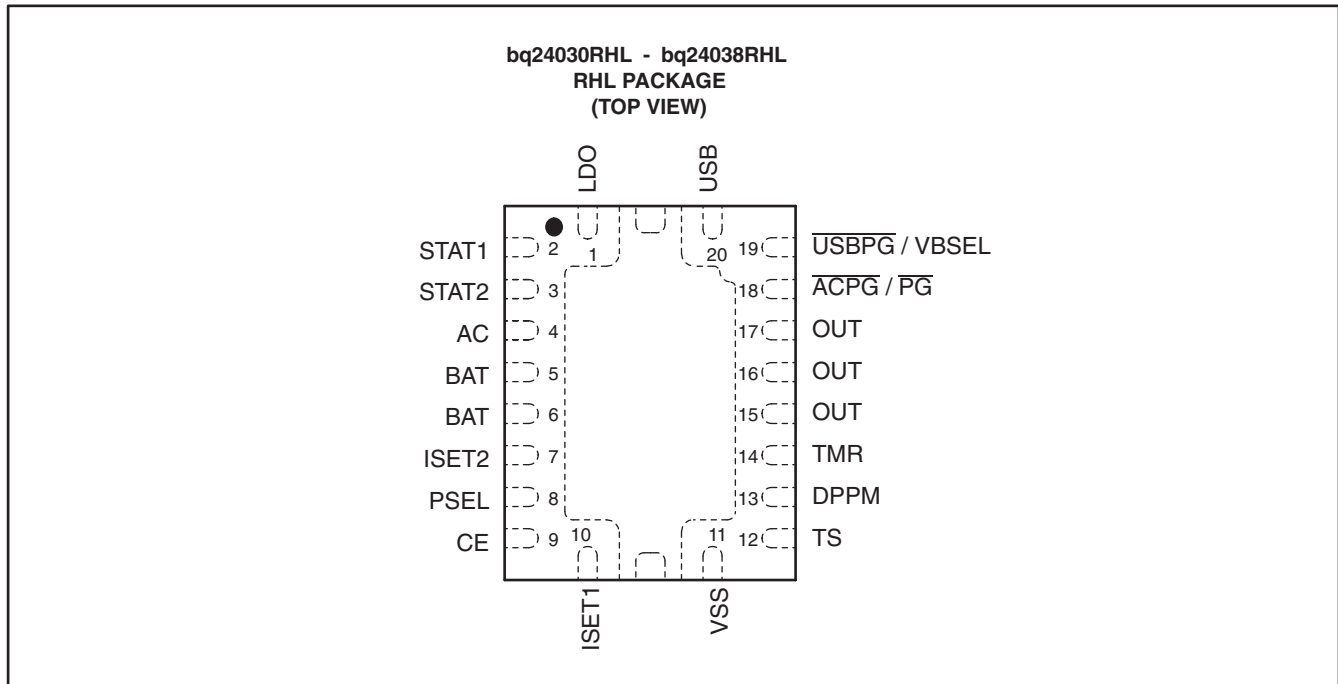 bq24030RHL - bq24038RHL
RHL PACKAGE
(TOP VIEW)
LDO
USB
1
20
STAT1 2
19 USBPG / VBSEL
STAT2 3
18 ACPG / PG
AC 4
17 OUT
BAT 5
16 OUT
BAT 6
15 OUT
ISET2 7
14 TMR
PSEL 8
13 DPPM
CE 9
12 TS
10
11
ISET1
VSS